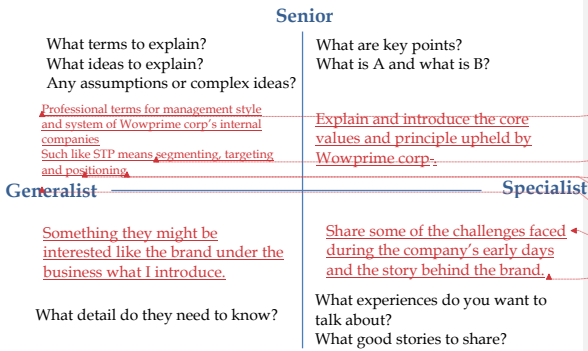 Senior
What terms to explain?
What ideas to explain?
Any assumptions or complex ideas?
Professional terms for management style
and system of Wowprime corp's internal
companies
Such like STP means segmenting, targeting
and positioning
What are key points?
What is A and what is B?
Explain and introduce the core
values and principle upheld by
Wowprime corp-.
Generalist
Specialist
Something they might be
interested like the brand under the
business what I introduce.
What detail do they need to know?
Share some of the challenges faced
during the company's early days
and the story behind the brand.
What experiences do you want to
talk about?
What good stories to share?